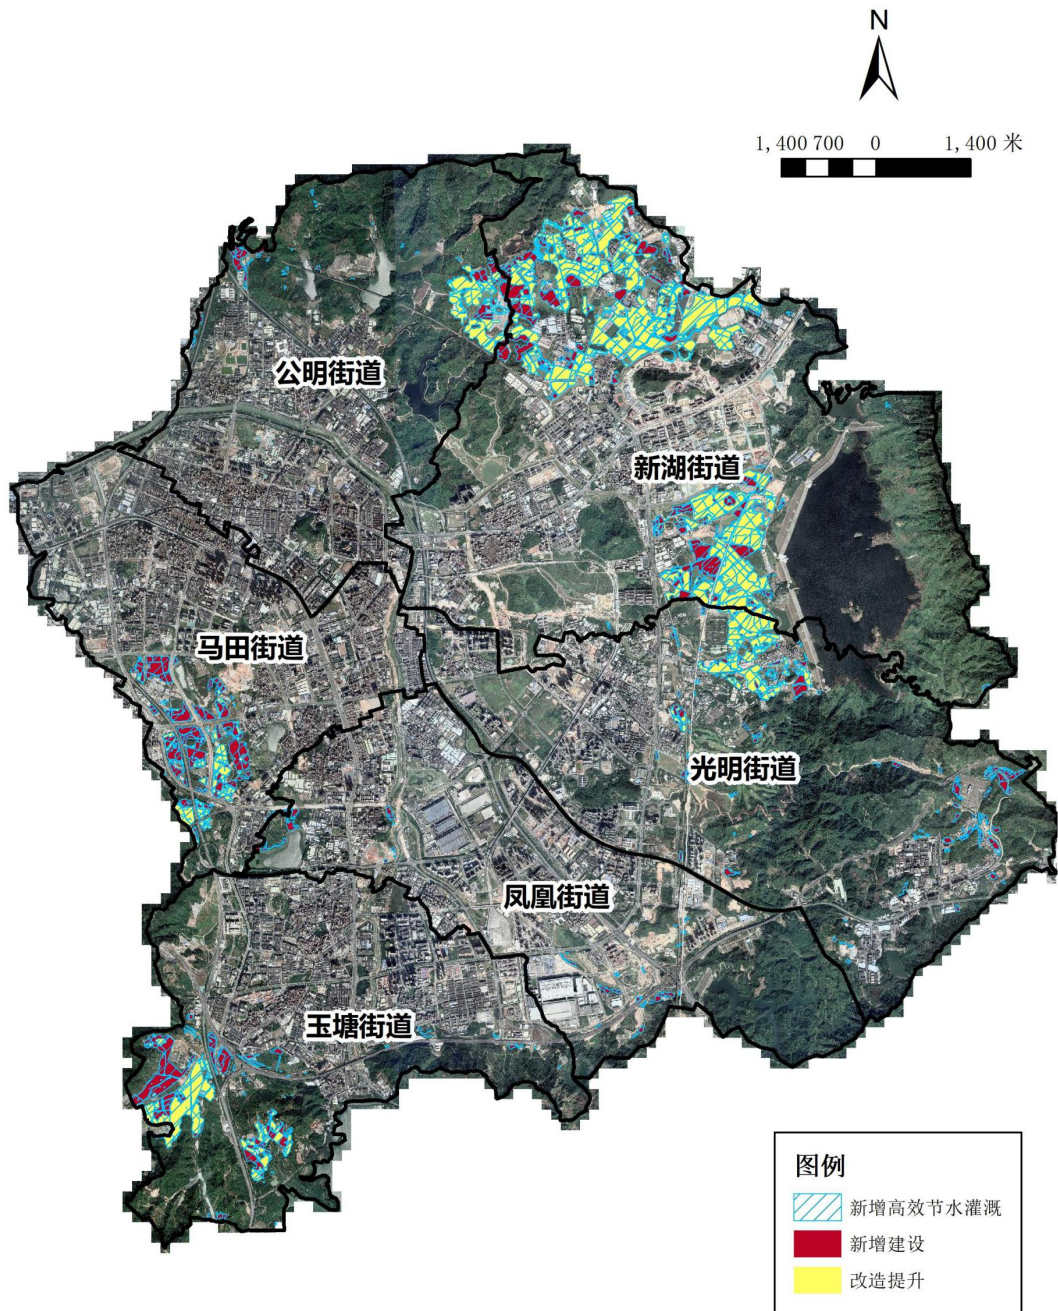 N
1,400 700 0 1,400 米
公明街道
新湖街道
马田街道
光明街道
凤凰街道
玉塘街道
图例
新增高效节水灌溉
新增建设
改造提升